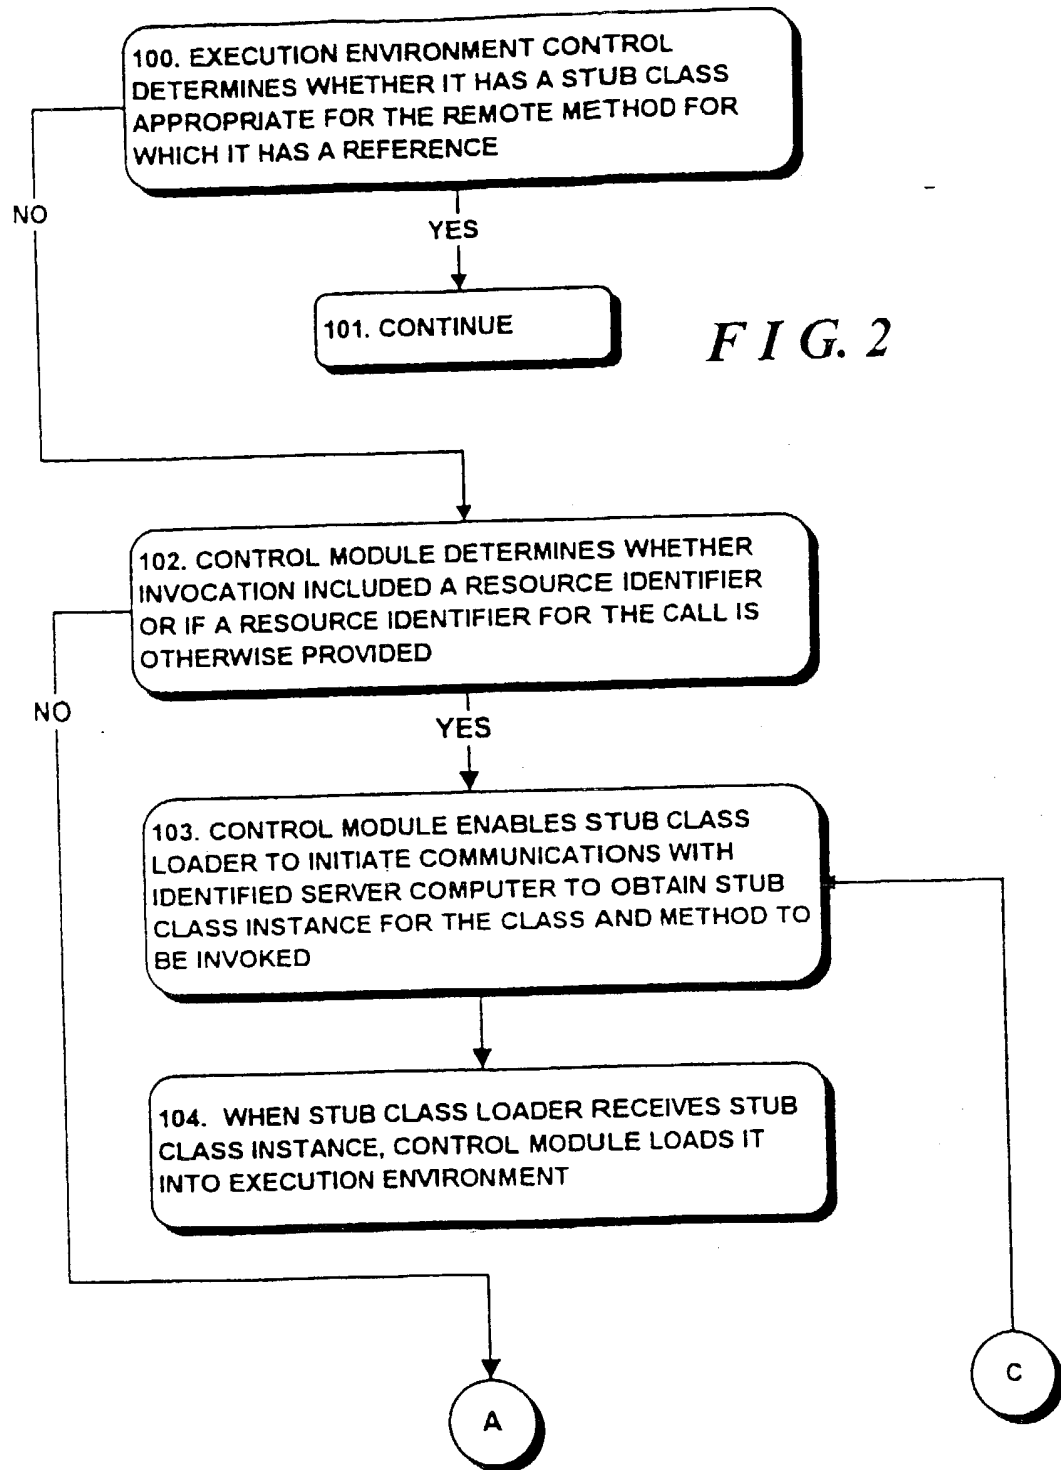 100. EXECUTION ENVIRONMENT CONTROL
DETERMINES WHETHER IT HAS A STUB CLASS
APPROPRIATE FOR THE REMOTE METHOD FOR
WHICH IT HAS A REFERENCE
NO
YES
101. CONTINUE
FIG. 2
102. CONTROL MODULE DETERMINES WHETHER
INVOCATION INCLUDED A RESOURCE IDENTIFIER
OR IF A RESOURCE IDENTIFIER FOR THE CALL IS
OTHERWISE PROVIDED
NO
YES
103. CONTROL MODULE ENABLES STUB CLASS
LOADER TO INITIATE COMMUNICATIONS WITH
IDENTIFIED SERVER COMPUTER TO OBTAIN STUB
CLASS INSTANCE FOR THE CLASS AND METHOD TO
BE INVOKED
104. WHEN STUB CLASS LOADER RECEIVES STUB
CLASS INSTANCE, CONTROL MODULE LOADS IT
INTO EXECUTION ENVIRONMENT
C
A